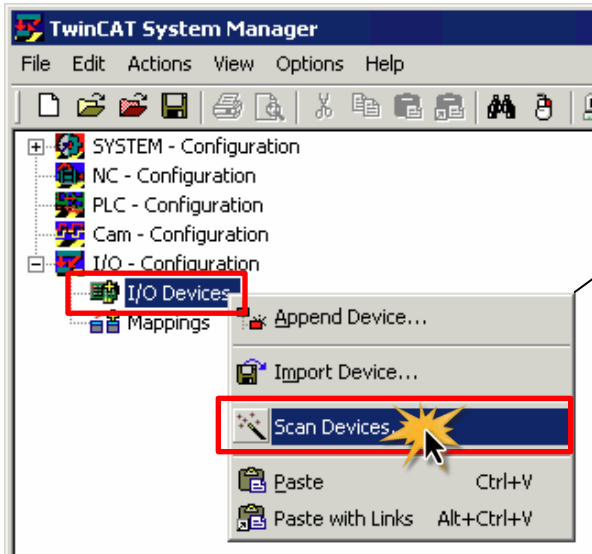 TwinCAT System Manager
File Edit Actions View Options Help
SYSTEM - Configuration
NC - Configuration
PLC - Configuration
Cam - Configuration
I/O - Configuration
I/O Devices
Mappings
Append Device...
Import Device...
Scan Devices..
Paste Ctrl+V
Paste with Links Alt+Ctrl+V